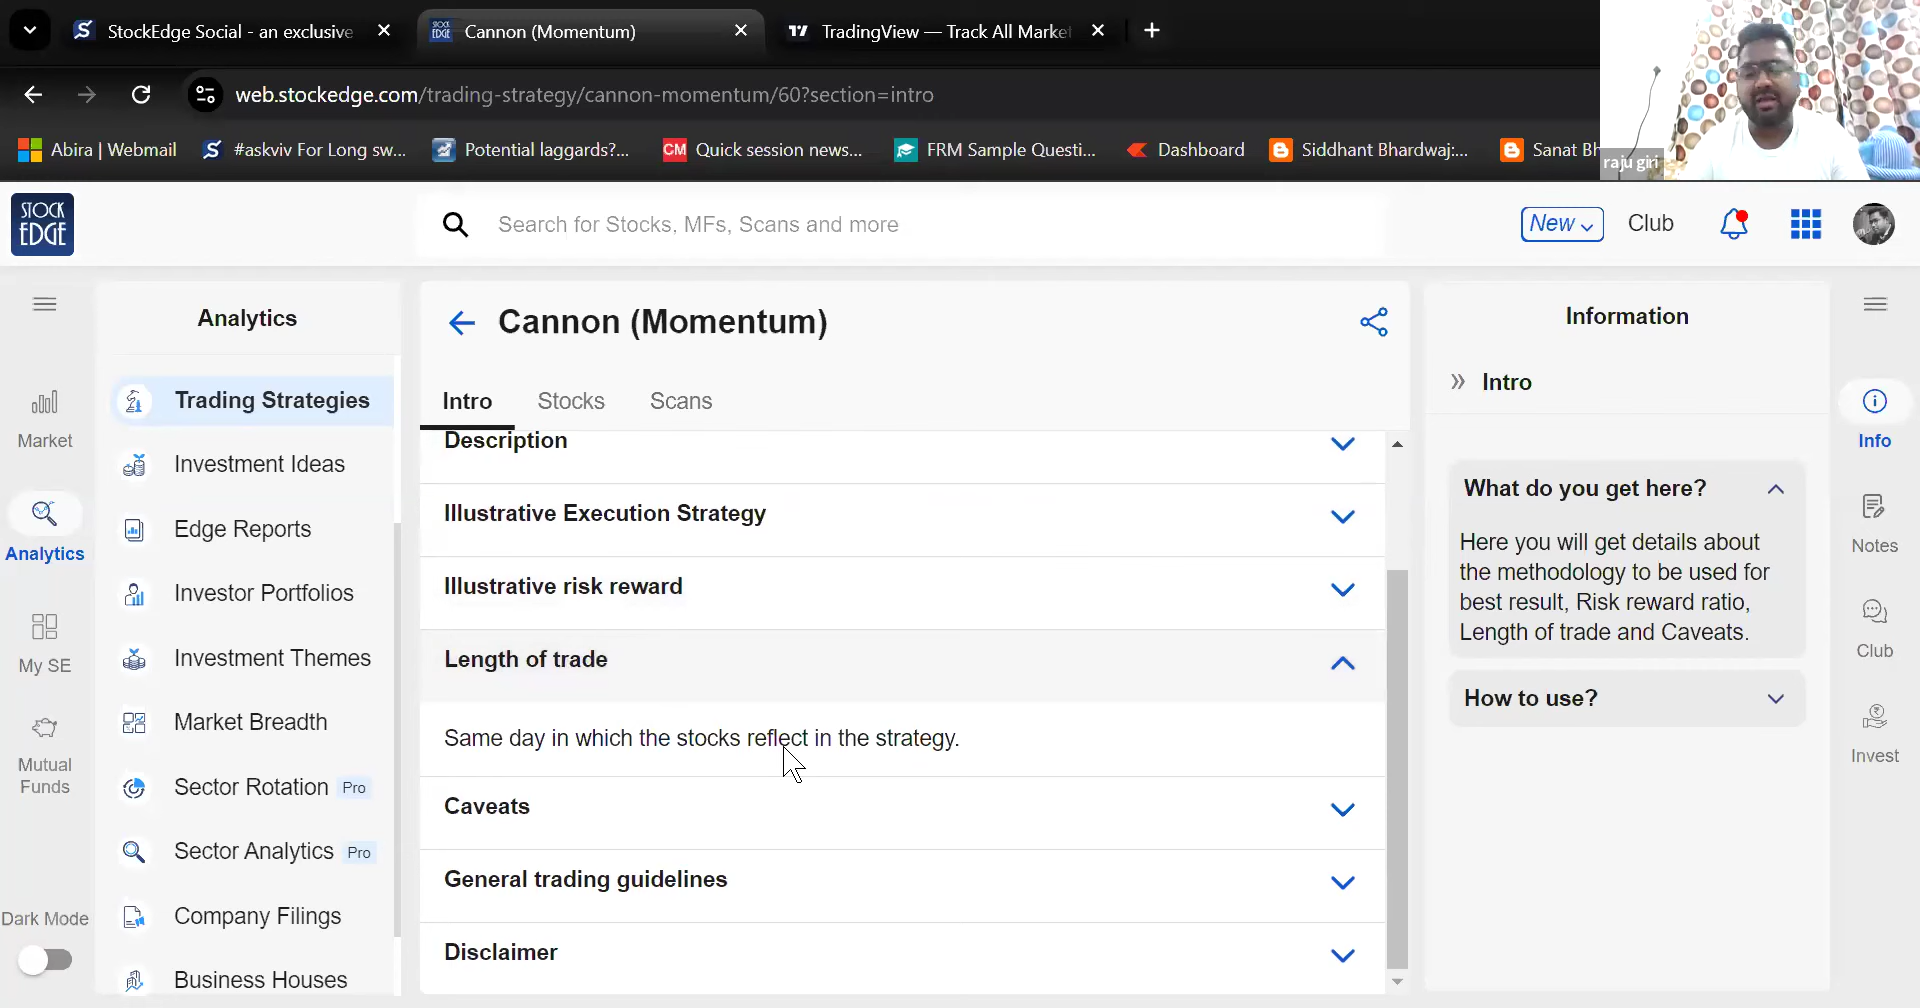 StockEdge Social - an exclusive
Cannon (Momentum)
TradingView — Track All Market
web.stockedge.com/trading-strategy/cannon-momentum/60?section=intro
Abira | Webmail
#askviv For Long sw...
Potential laggards?...
CM Quick session news...
FRM Sample Questi...
Dashboard
Siddhant Bhardwaj:...
Sanat Bh
raju giri
STOCK
EDGE
Search for Stocks, MFs, Scans and more
New
Club
Market
Analytics
My SE
Mutual
Funds
Dark Mode
Analytics
Trading Strategies
Investment Ideas
Edge Reports
Investor Portfolios
Investment Themes
Market Breadth
Sector Rotation Pro
Sector Analytics Pro
Company Filings
Business Houses
Cannon (Momentum)
Intro Stocks Scans
Description
Illustrative Execution Strategy
Illustrative risk reward
Length of trade
Same day in which the stocks reflect in the strategy.
Caveats
General trading guidelines
Disclaimer
Information
Intro
What do you get here?
Here you will get details about
the methodology to be used for
best result, Risk reward ratio,
Length of trade and Caveats.
How to use?
Info
Notes
Club
Invest